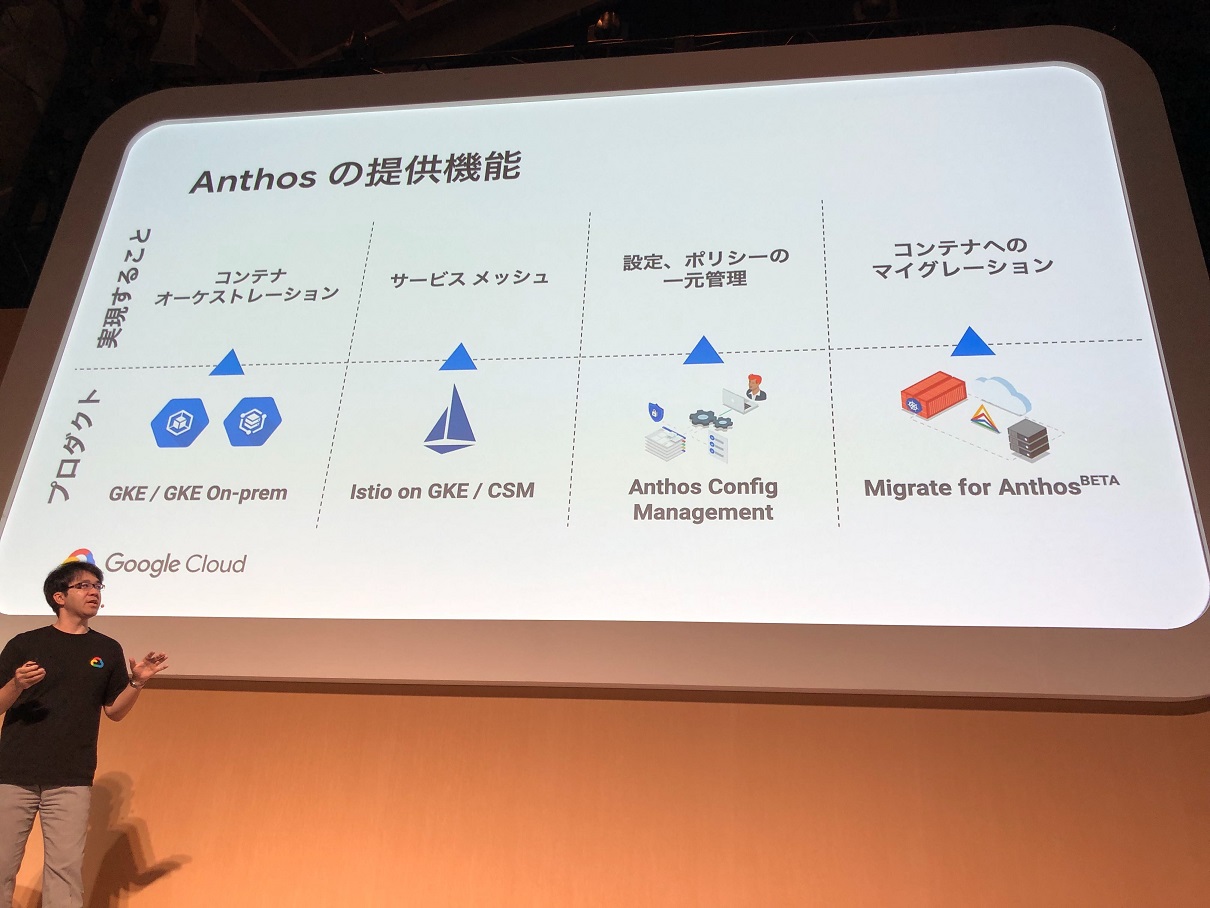 Anthos の提供機能
実現すること
コンテナ
オーケストレーション
サービス メッシュ
設定、ポリシーの
一元管理
コンテナへの
マイグレーション
プロダクト
GKE / GKE On-prem
Istio on GKE / CSM
Anthos Config
Management
Migrate for AnthosBETA
Google Cloud